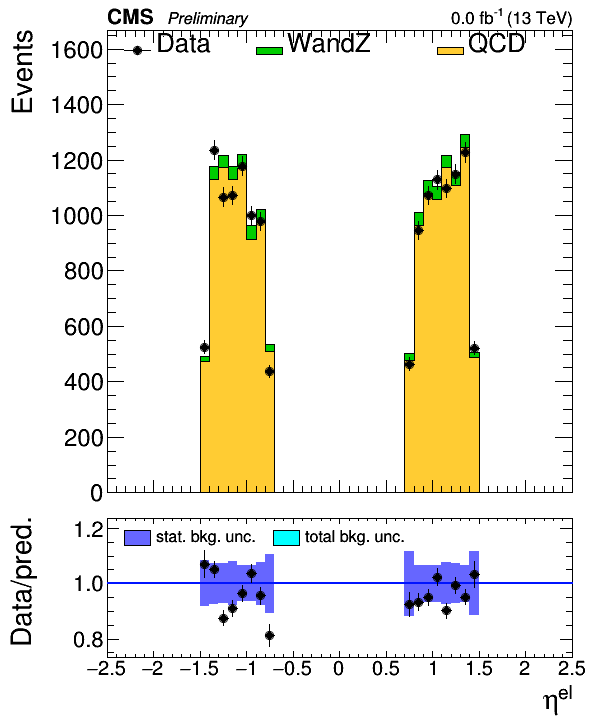 CMS Preliminary 0.0 fb⁻¹ (13 TeV)
Events
Data WandZ QCD
1600
1400
1200
1000
800
600
400
200
0
Data/pred.
stat. bkg. unc. total bkg. unc.
1.2
1.0
0.8
−2.5 −2 −1.5 −1 −0.5 0 0.5 1 1.5 2 2.5
η^el